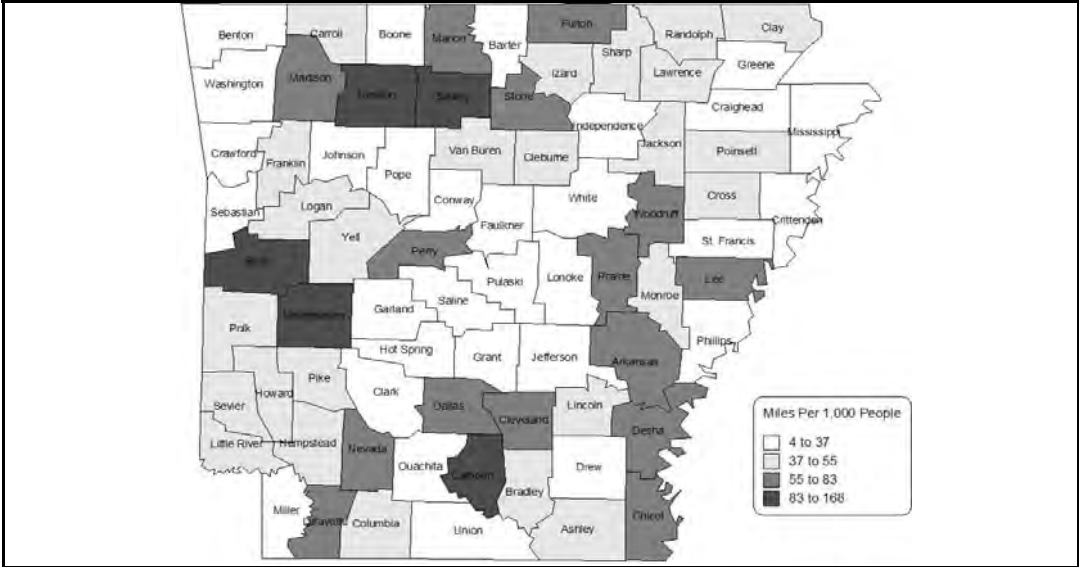 Benton
Carroll
Boone
Marion
Baxter
Fulton
Randolph
Clay
Sharp
Izard
Lawrence
Greene
Washington
Madison
Newton
Searcy
Stone
Independence
Jackson
Craighead
Mississippi
Crawford
Franklin
Johnson
Pope
Van Buren
Cleburne
Poinsett
Sebastian
Logan
Conway
White
Woodruff
Cross
Crittenden
Yell
Faulkner
St. Francis
Scott
Perry
Pulaski
Lonoke
Prairie
Monroe
Lee
Montgomery
Garland
Saline
Polk
Hot Spring
Grant
Jefferson
Arkansas
Phillips
Howard
Pike
Clark
Sevier
Dallas
Cleveland
Lincoln
Desha
Little River
Hempstead
Nevada
Ouachita
Calhoun
Bradley
Drew
Miller
Lafayette
Columbia
Union
Ashley
Chicot
Miles Per 1,000 People
4 to 37
37 to 55
55 to 83
83 to 168